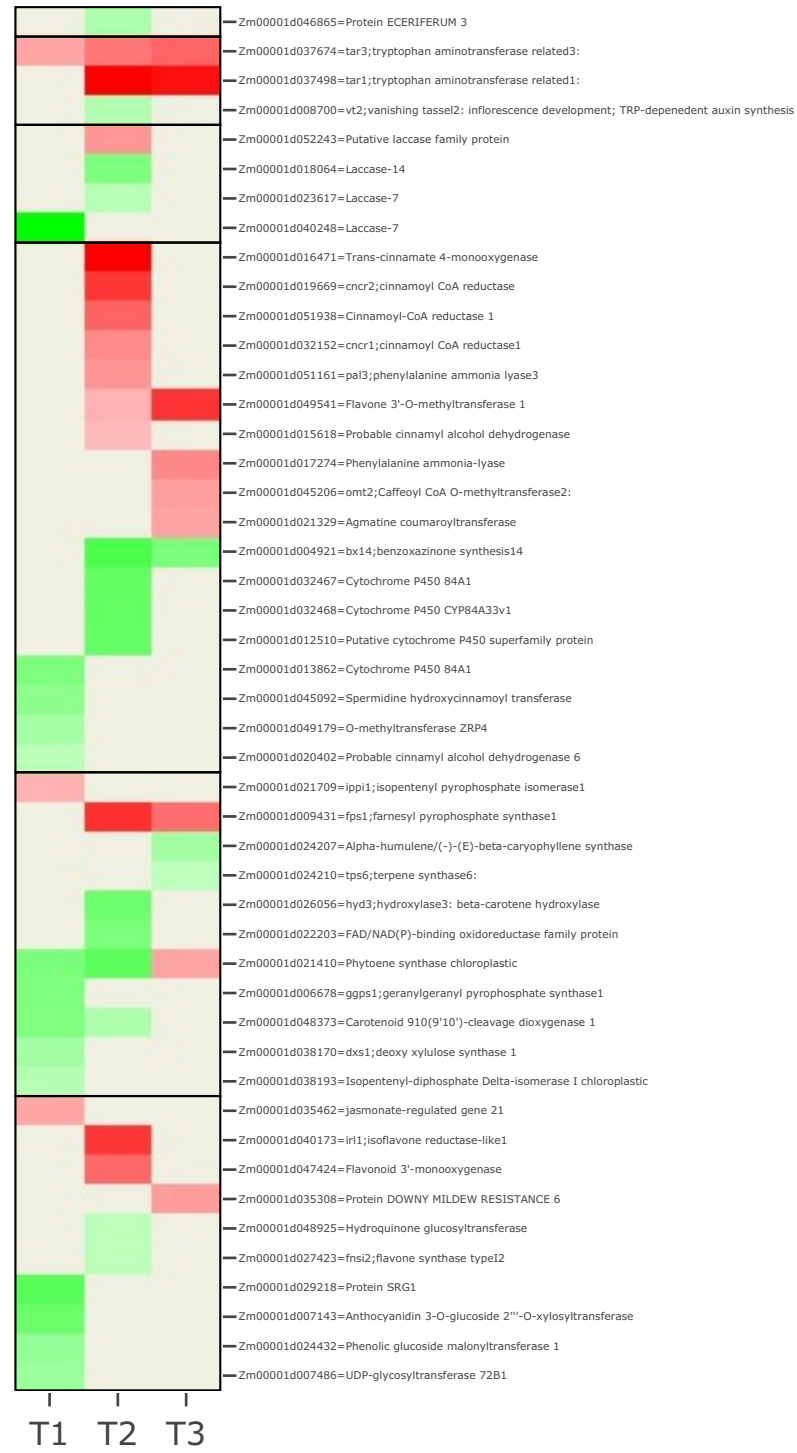 Zm00001d046865=Protein ECERIFERUM 3
Zm00001d037674=tar3;tryptophan aminotransferase related3:
Zm00001d037498=tar1;tryptophan aminotransferase related1:
Zm00001d008700=vt2;vanishing tassel2: inflorescence development; TRP-depenedent auxin synthesis
Zm00001d052243=Putative laccase family protein
Zm00001d018064=Laccase-14
Zm00001d023617=Laccase-7
Zm00001d040248=Laccase-7
Zm00001d016471=Trans-cinnamate 4-monooxygenase
Zm00001d019669=cncr2;cinnamoyl CoA reductase
Zm00001d051938=Cinnamoyl-CoA reductase 1
Zm00001d032152=cncr1;cinnamoyl CoA reductase1
Zm00001d051161=pal3;phenylalanine ammonia lyase3
Zm00001d049541=Flavone 3'-O-methyltransferase 1
Zm00001d015618=Probable cinnamyl alcohol dehydrogenase
Zm00001d017274=Phenylalanine ammonia-lyase
Zm00001d045206=omt2;Caffeoyl CoA O-methyltransferase2:
Zm00001d021329=Agmatine coumaroyltransferase
Zm00001d004921=bx14;benzoxazinone synthesis14
Zm00001d032467=Cytochrome P450 84A1
Zm00001d032468=Cytochrome P450 CYP84A33v1
Zm00001d012510=Putative cytochrome P450 superfamily protein
Zm00001d013862=Cytochrome P450 84A1
Zm00001d045092=Spermidine hydroxycinnamoyl transferase
Zm00001d049179=O-methyltransferase ZRP4
Zm00001d020402=Probable cinnamyl alcohol dehydrogenase 6
Zm00001d021709=ippi1;isopentenyl pyrophosphate isomerase1
Zm00001d009431=fps1;farnesyl pyrophosphate synthase1
Zm00001d024207=Alpha-humulene/(-)-(E)-beta-caryophyllene synthase
Zm00001d024210=tps6;terpene synthase6:
Zm00001d026056=hyd3;hydroxylase3: beta-carotene hydroxylase
Zm00001d022203=FAD/NAD(P)-binding oxidoreductase family protein
Zm00001d021410=Phytoene synthase chloroplastic
Zm00001d006678=ggps1;geranylgeranyl pyrophosphate synthase1
Zm00001d048373=Carotenoid 910(9'10')-cleavage dioxygenase 1
Zm00001d038170=dxs1;deoxy xylulose synthase 1
Zm00001d038193=Isopentenyl-diphosphate Delta-isomerase I chloroplastic
Zm00001d035462=jasmonate-regulated gene 21
Zm00001d040173=irl1;isoflavone reductase-like1
Zm00001d047424=Flavonoid 3'-monooxygenase
Zm00001d035308=Protein DOWNY MILDEW RESISTANCE 6
Zm00001d048925=Hydroquinone glucosyltransferase
Zm00001d027423=fnsi2;flavone synthase typeI2
Zm00001d029218=Protein SRG1
Zm00001d007143=Anthocyanidin 3-O-glucoside 2"'-O-xylosyltransferase
Zm00001d024432=Phenolic glucoside malonyltransferase 1
Zm00001d007486=UDP-glycosyltransferase 72B1
T1 T2 T3